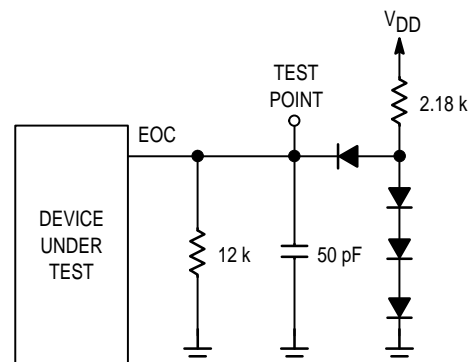 VDD
TEST
POINT
2.18 k
EOC
DEVICE
UNDER
TEST
12 k
50 pF